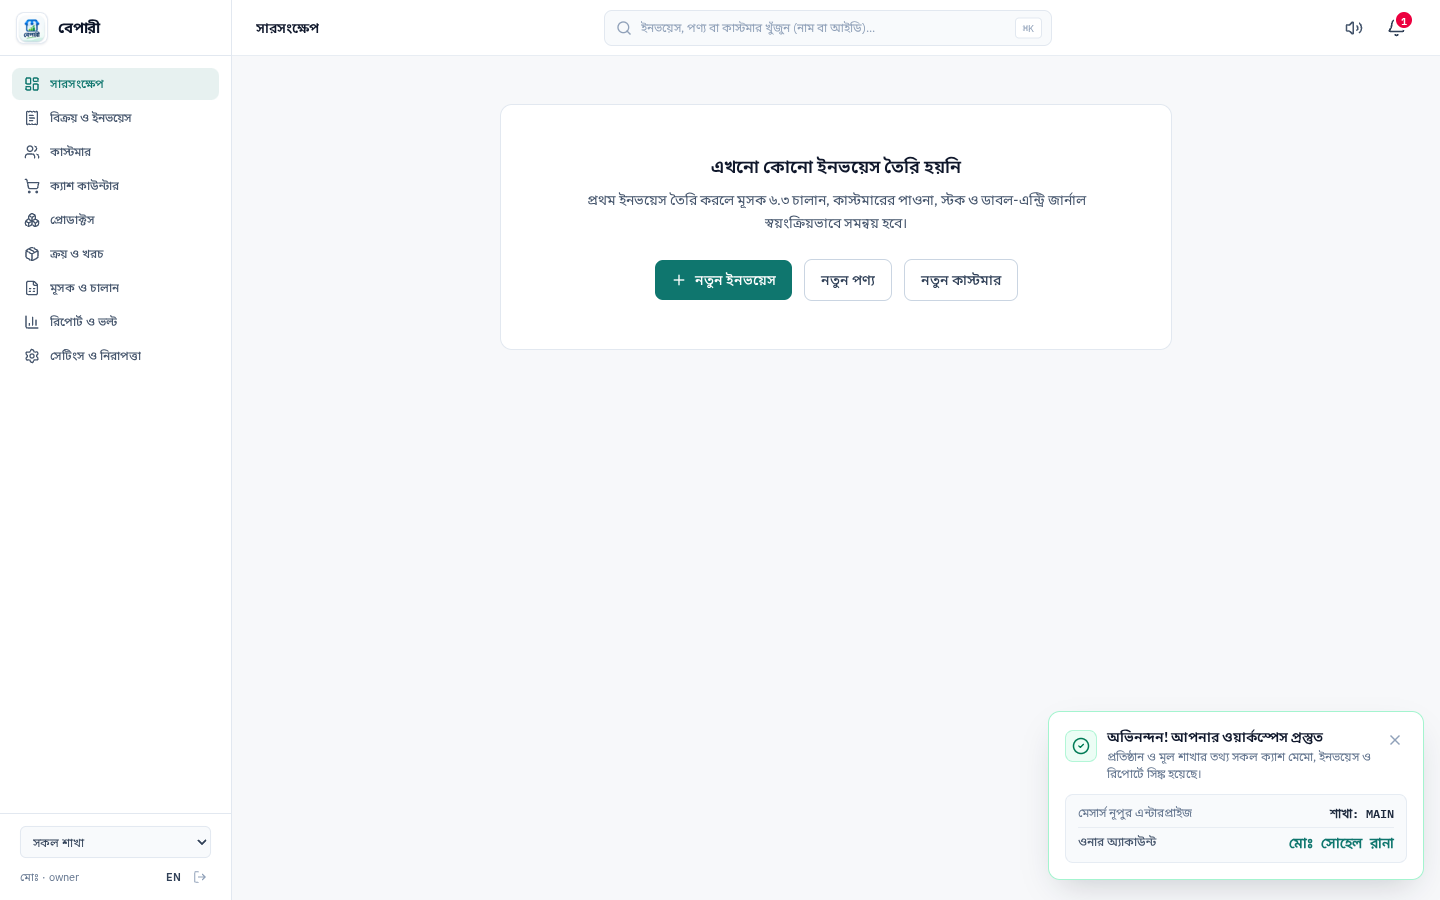 বেপারী
সারসংক্ষেপ
ইনভয়েস, পণ্য বা কাস্টমার খুঁজুন (নাম বা আইডি)...
⌘K
1
সারসংক্ষেপ
বিক্রয় ও ইনভয়েস
কাস্টমার
ক্যাশ কাউন্টার
প্রোডাক্টস
ক্রয় ও খরচ
মূসক ও চালান
রিপোর্ট ও ভল্ট
সেটিংস ও নিরাপত্তা
এখনো কোনো ইনভয়েস তৈরি হয়নি
প্রথম ইনভয়েস তৈরি করলে মূসক ৬.৩ চালান, কাস্টমারের পাওনা, স্টক ও ডাবল-এন্ট্রি জার্নাল
স্বয়ংক্রিয়ভাবে সমন্বয় হবে।
নতুন ইনভয়েস
নতুন পণ্য
নতুন কাস্টমার
অভিনন্দন! আপনার ওয়ার্কস্পেস প্রস্তুত
প্রতিষ্ঠান ও মূল শাখার তথ্য সকল ক্যাশ মেমো, ইনভয়েস ও
রিপোর্টে সিঙ্ক হয়েছে।
মেসার্স নূপুর এন্টারপ্রাইজ
শাখা: MAIN
ওনার অ্যাকাউন্ট
মোঃ সোহেল রানা
সকল শাখা
মোঃ · owner
EN